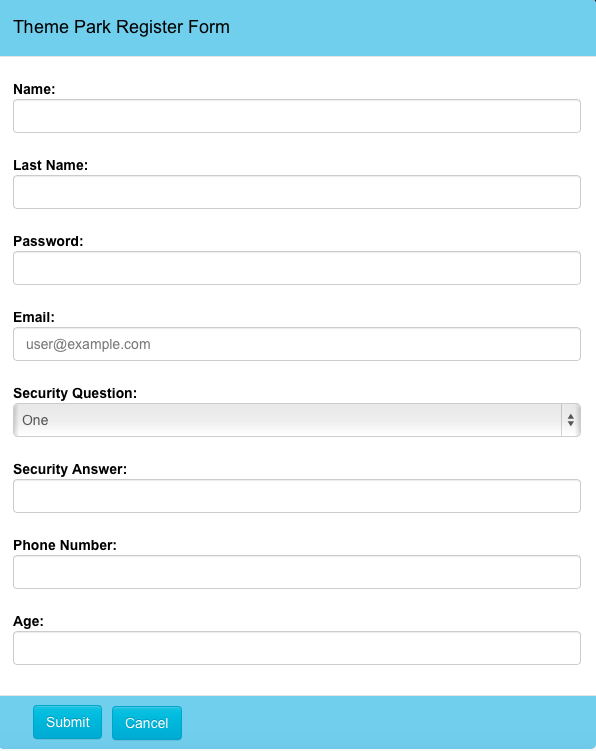 Theme Park Register Form
Name:
Last Name:
Password:
Email:
user@example.com
Security Question:
One
Security Answer:
Phone Number:
Age:
Submit Cancel